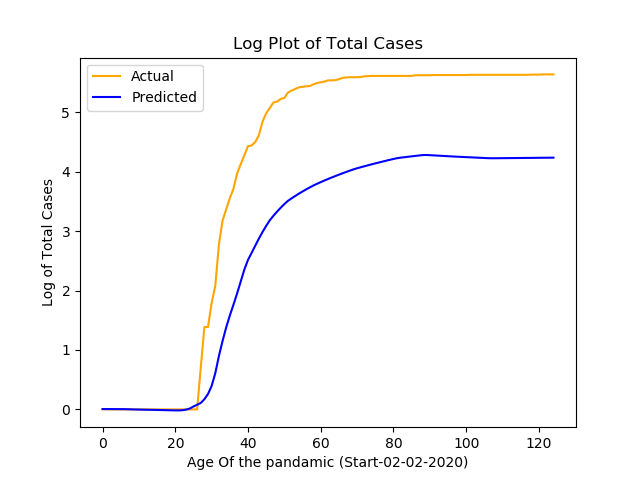 Log Plot of Total Cases
Actual
Predicted
Log of Total Cases
5
4
3
2
1
0
0 20 40 60 80 100 120
Age Of the pandamic (Start-02-02-2020)